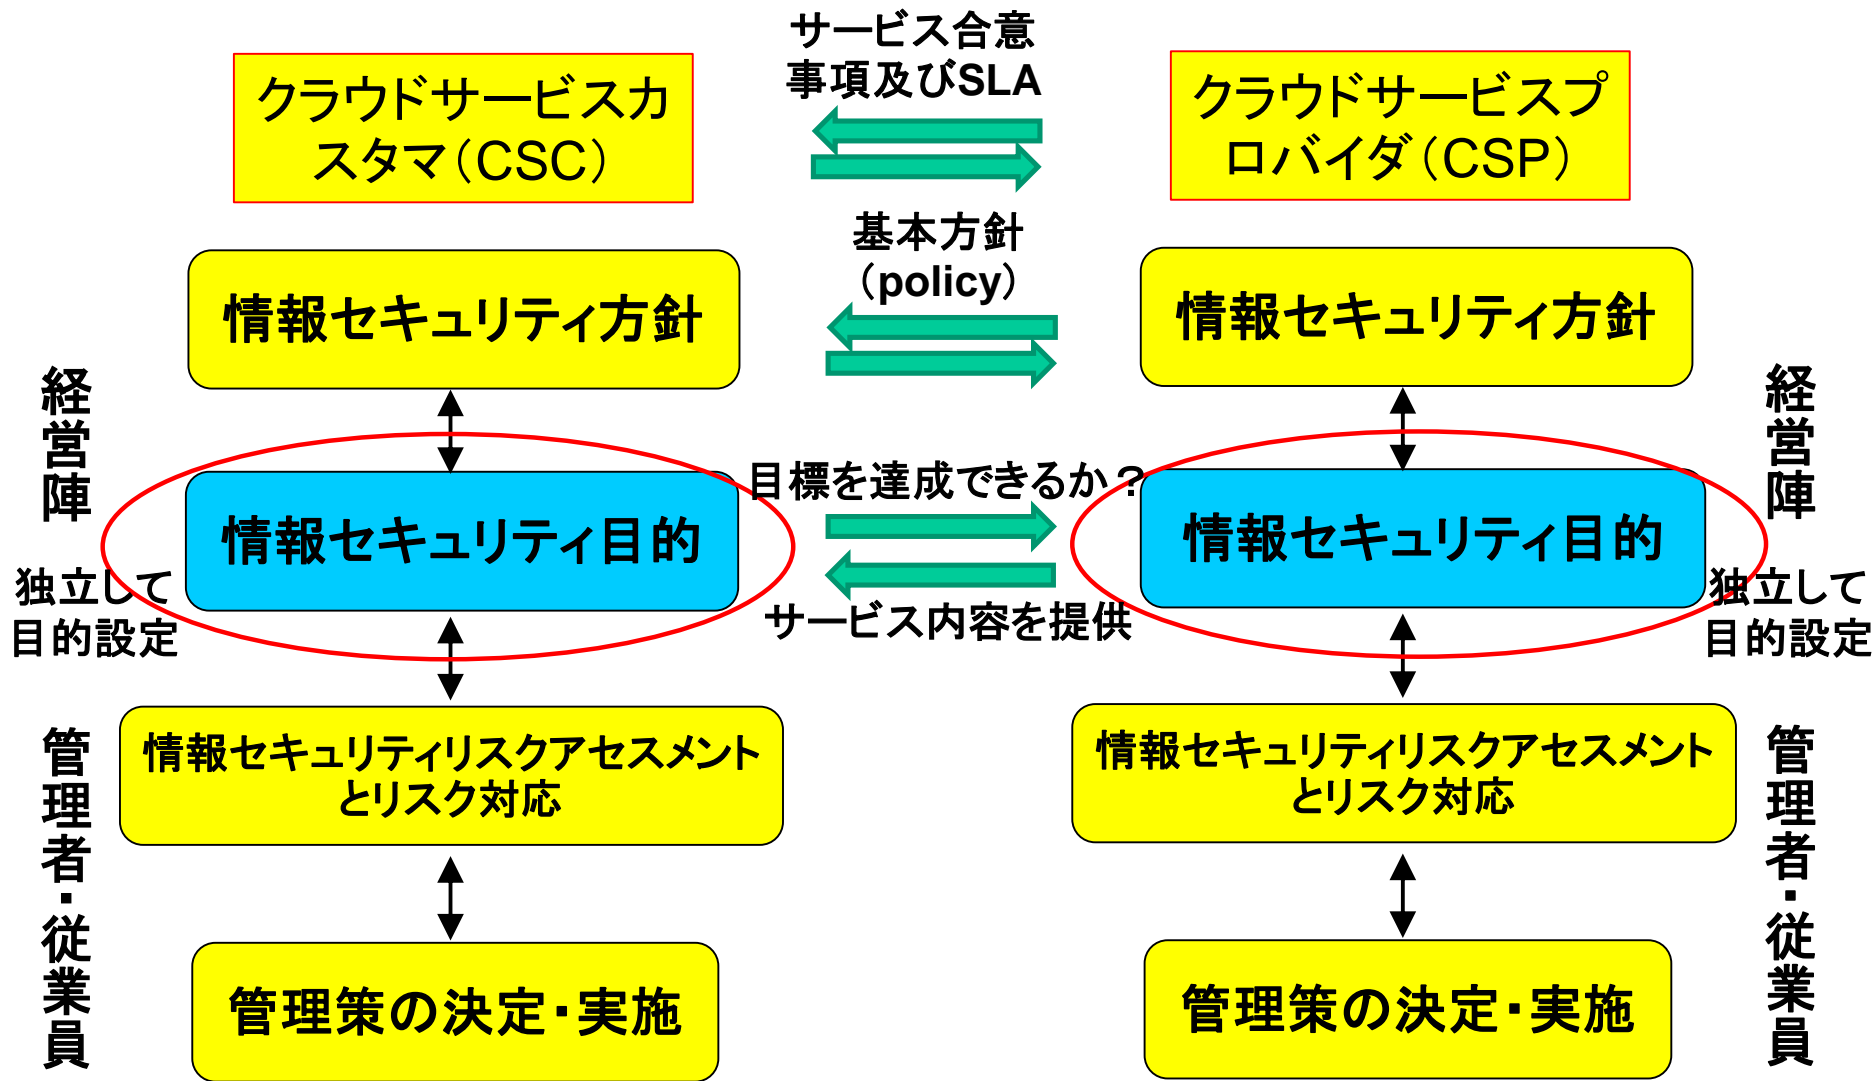 サービス合意
事項及びSLA
クラウドサービスカ
スタマ（CSC）
クラウドサービスプ
ロバイダ（CSP）
基本方針
（policy）
情報セキュリティ方針
情報セキュリティ方針
経営陣
経営陣
目標を達成できるか？
情報セキュリティ目的
情報セキュリティ目的
サービス内容を提供
独立して
目的設定
独立して
目的設定
管理者・従業員
管理者・従業員
情報セキュリティリスクアセスメント
とリスク対応
情報セキュリティリスクアセスメント
とリスク対応
管理策の決定・実施
管理策の決定・実施